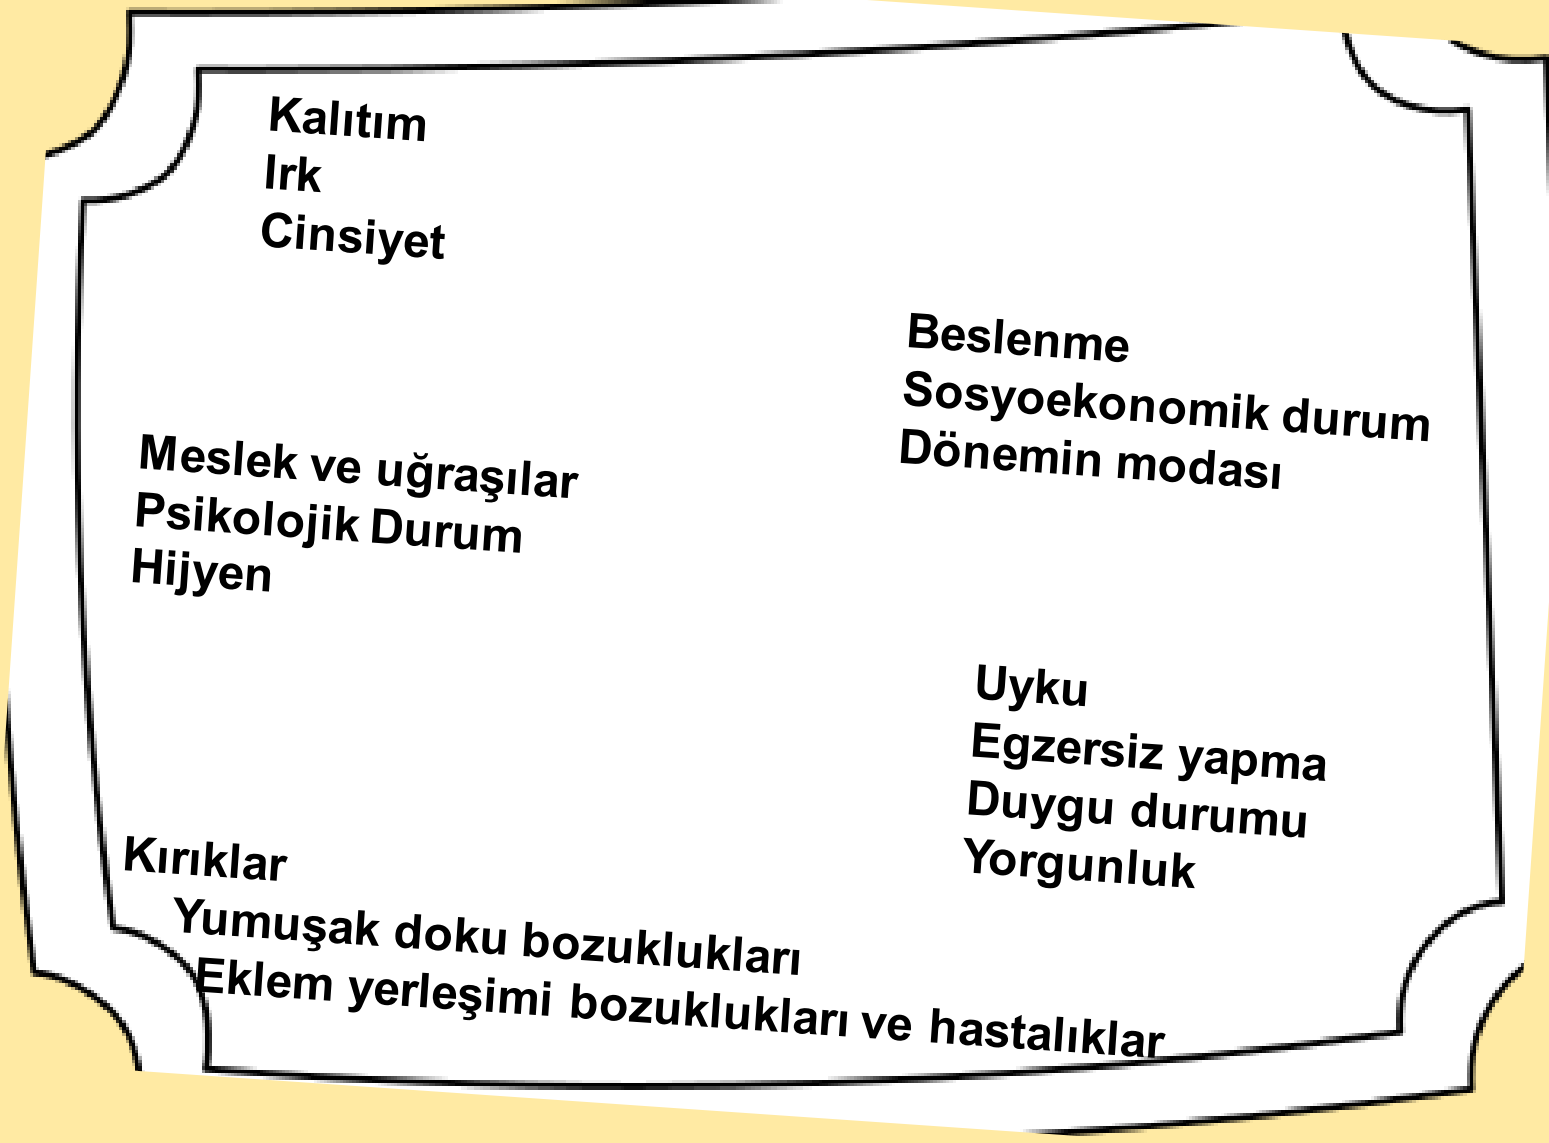 Kalıtım
Irk
Cinsiyet
Beslenme
Sosyoekonomik durum
Dönemin modası
Meslek ve uğraşılar
Psikolojik Durum
Hijyen
Uyku
Egzersiz yapma
Duygu durumu
Yorgunluk
Kırıklar
Yumuşak doku bozuklukları
Eklem yerleşimi bozuklukları ve hastalıklar